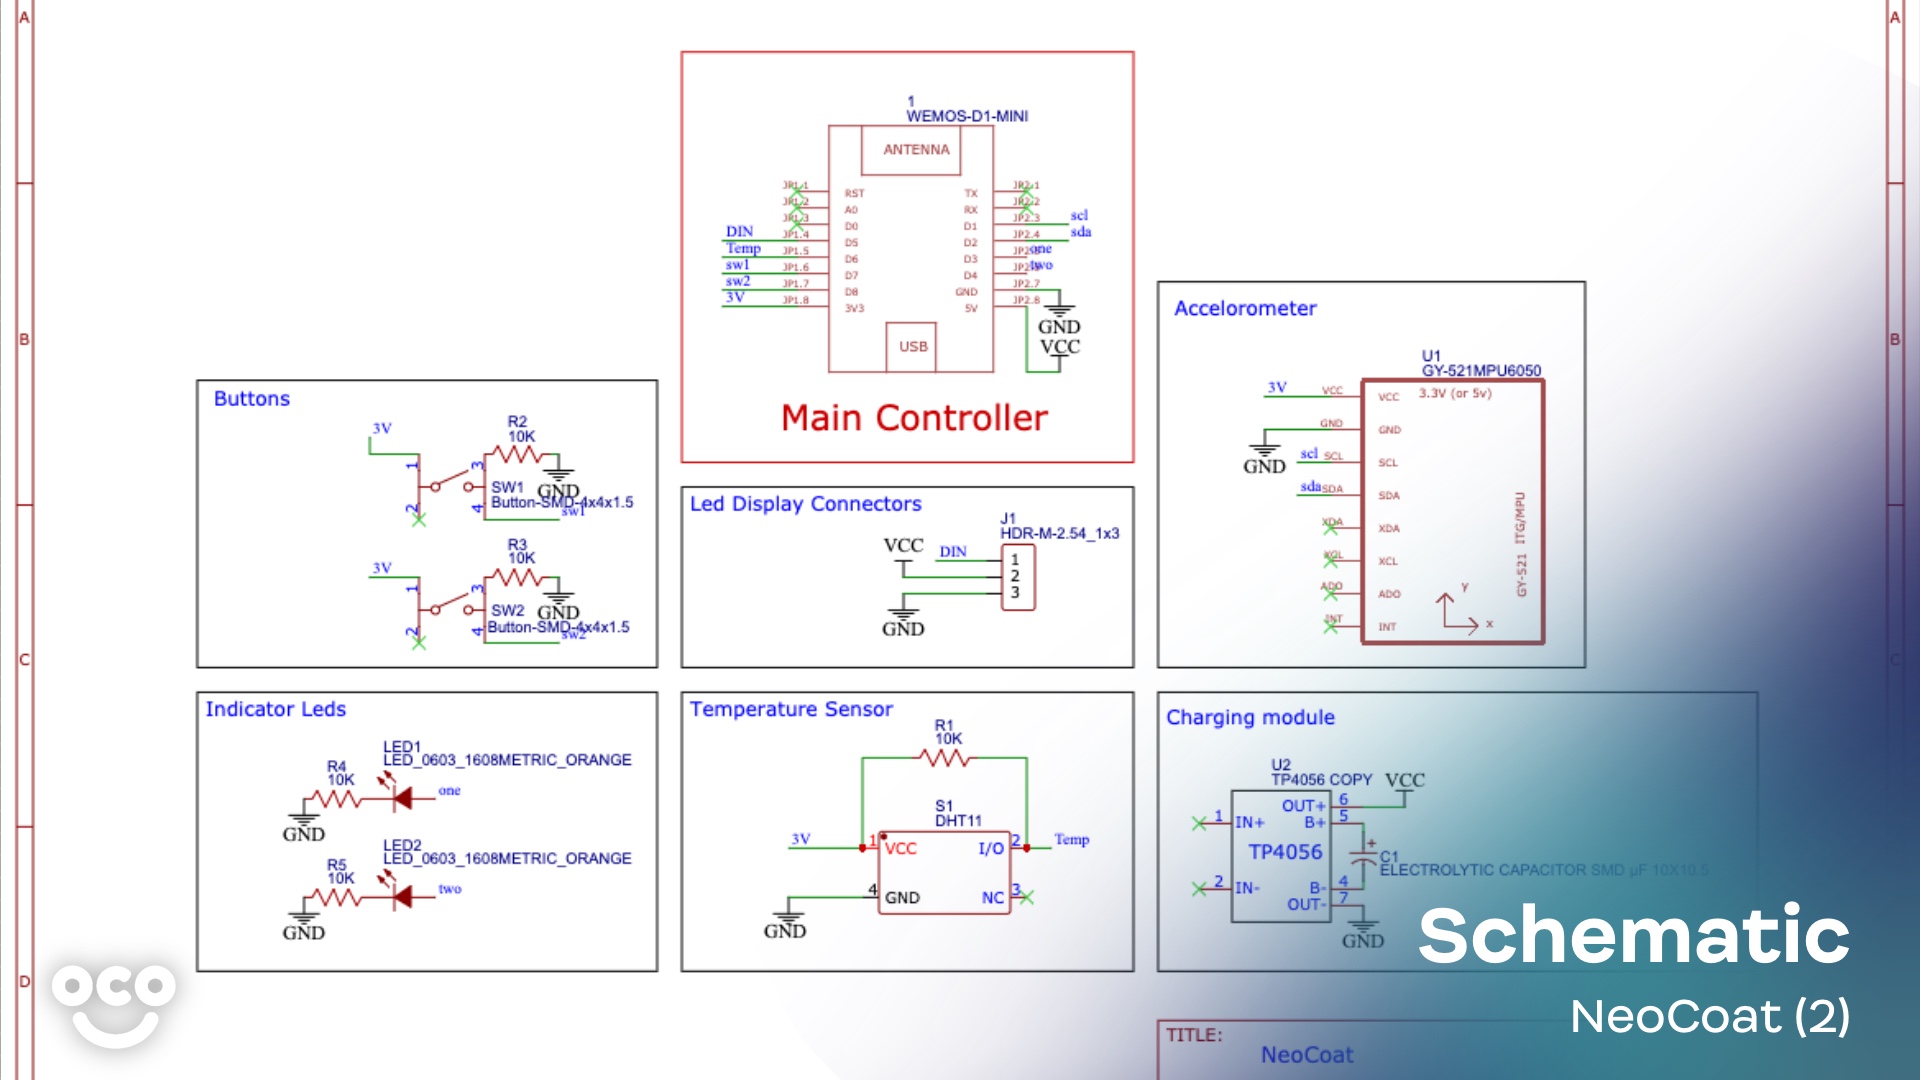 A
A
1
WEMOS-D1-MINI
ANTENNA
JP1.1 RST TX JP2.1
JP1.2 A0 RX JP2.2
JP1.3 D0 D1 JP2.3 scl
DIN JP1.4 D5 D2 JP2.4 sda
Temp JP1.5 D6 D3 one
sw1 JP1.6 D7 D4 two
sw2 JP1.7 D8 GND JP2.7
3V JP1.8 3V3 5V JP2.8
GND
VCC
USB
Main Controller
B
B
Accelorometer
U1
GY-521MPU6050
3.3V (or 5v)
3V VCC VCC
GND GND
GND
scl SCL SCL
sda SDA SDA
XDA XDA
XCL XCL
ADO ADO
INT INT
GY-521 ITG/MPU
y
x
Buttons
3V
R2
10K
1
3
GND
SW1
Button-SMD-4x4x1.5
2
4
sw1
R3
10K
3V
1
3
GND
SW2
Button-SMD-4x4x1.5
2
4
sw2
Led Display Connectors
J1
HDR-M-2.54_1x3
VCC
DIN
1
2
3
GND
C
C
Indicator Leds
LED1
LED_0603_1608METRIC_ORANGE
R4
10K
one
GND
LED2
LED_0603_1608METRIC_ORANGE
R5
10K
two
GND
Temperature Sensor
R1
10K
S1
DHT11
3V
1 VCC
I/O 2
Temp
4 GND
NC 3
GND
Charging module
U2
TP4056 COPY
VCC
OUT+ 6
1 IN+
B+ 5
TP4056
+
C1
ELECTROLYTIC CAPACITOR SMD µF 10X10.5
2 IN-
B- 4
OUT- 7
GND
D
oco
Schematic
NeoCoat (2)
TITLE:
NeoCoat